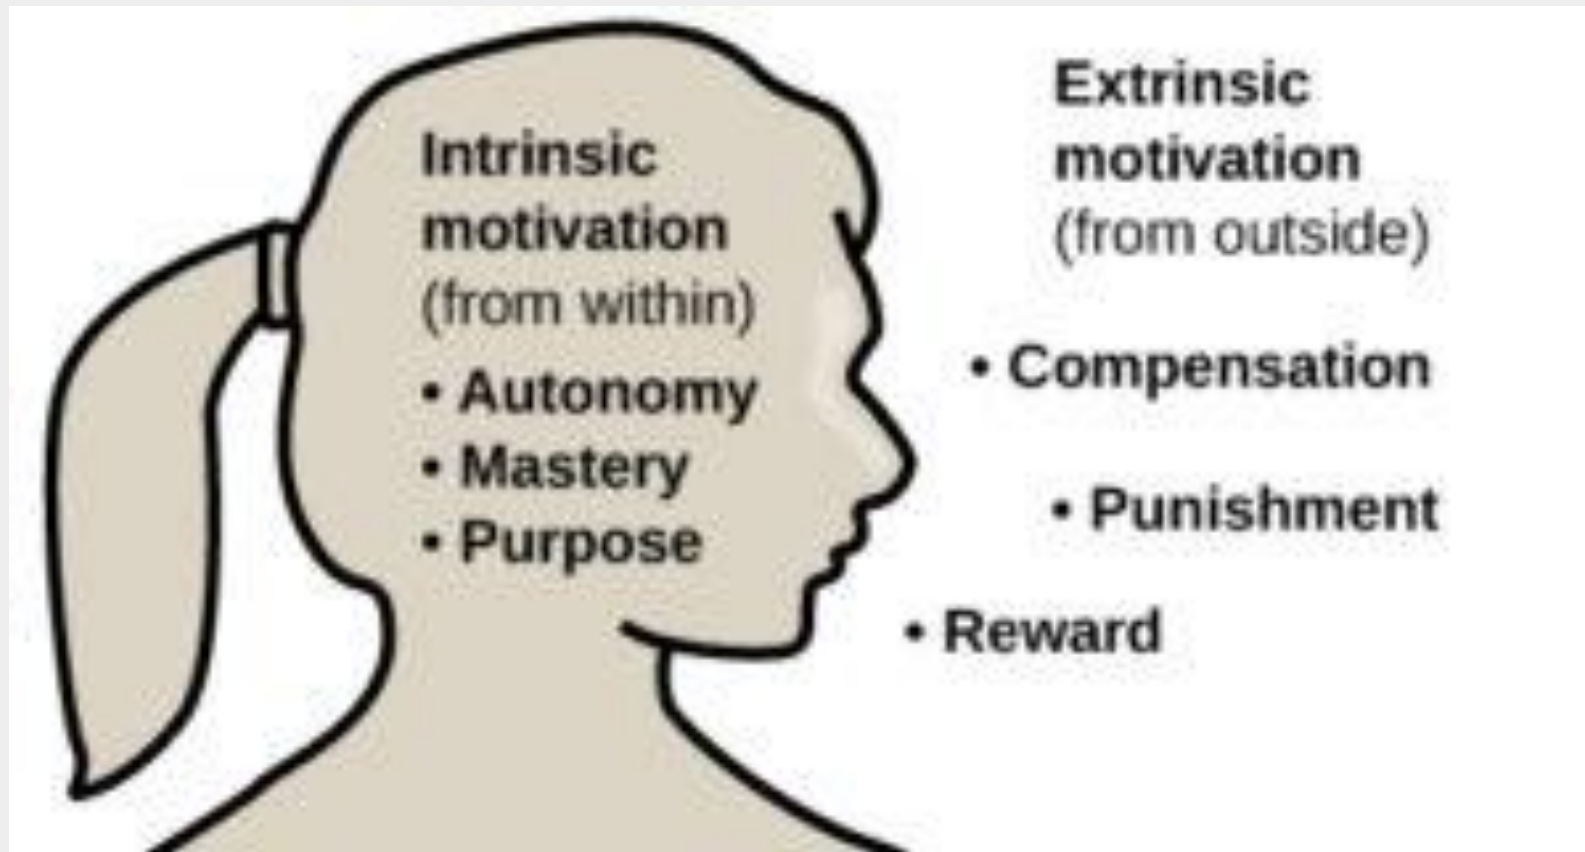 Intrinsic
motivation
(from within)
• Autonomy
• Mastery
• Purpose
Extrinsic
motivation
(from outside)
• Compensation
• Punishment
• Reward